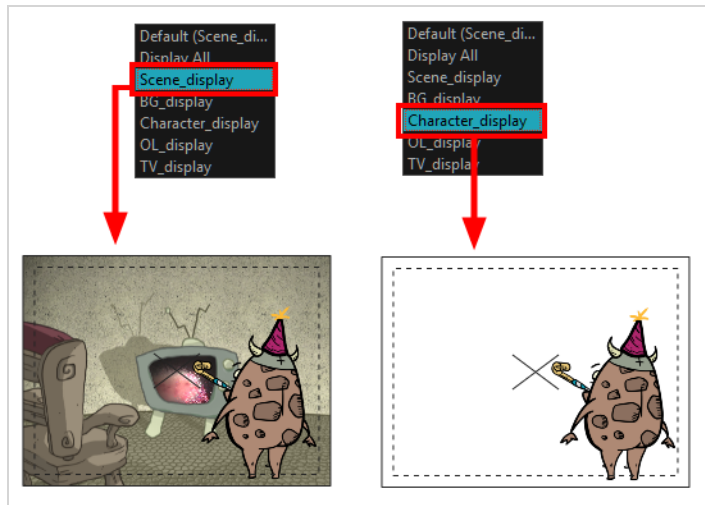 Default (Scene_di...
Display All
Scene_display
BG_display
Character_display
OL_display
TV_display
Default (Scene_di...
Display All
Scene_display
BG_display
Character_display
OL_display
TV_display